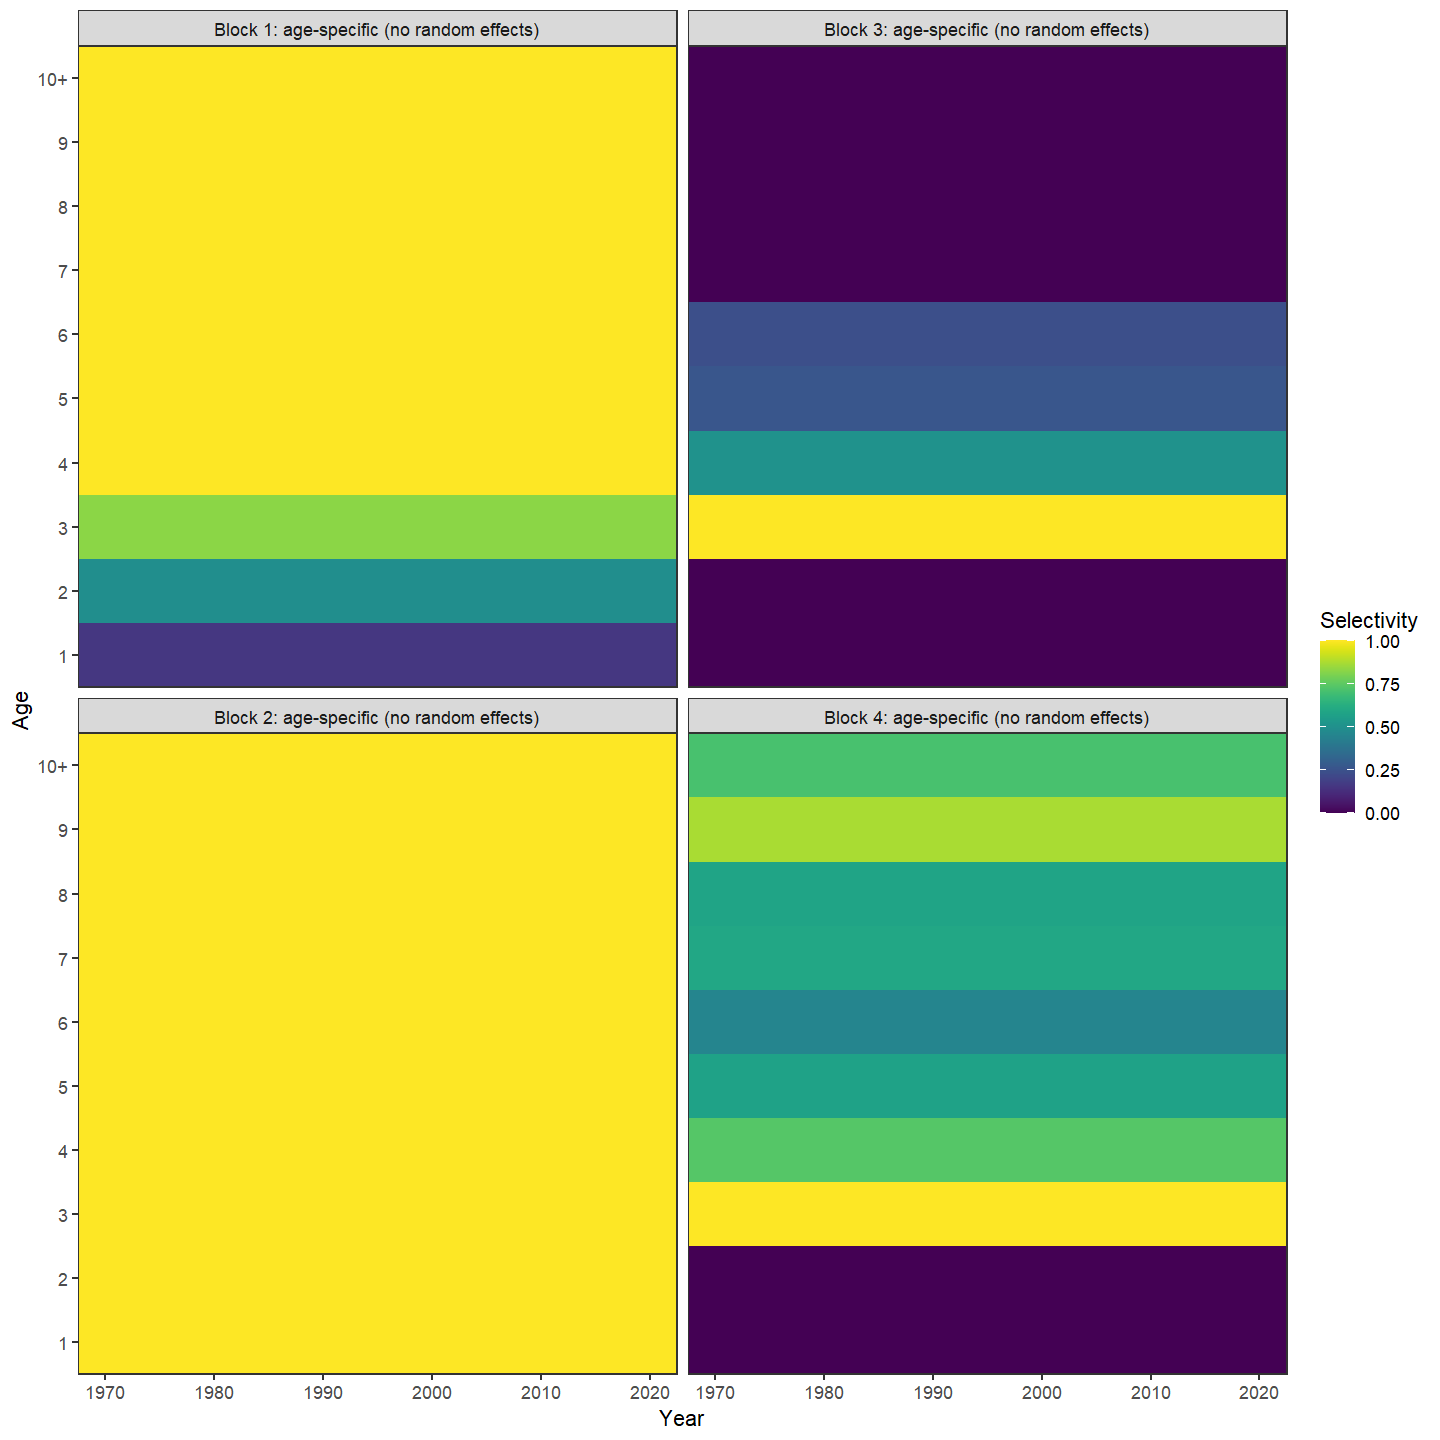 Block 1: age-specific (no random effects)
Block 3: age-specific (no random effects)
10+
9
8
7
6
5
4
3
2
1
Block 2: age-specific (no random effects)
Block 4: age-specific (no random effects)
10+
9
8
7
6
5
4
3
2
1
1970 1980 1990 2000 2010 2020
1970 1980 1990 2000 2010 2020
Year
Age
Selectivity
1.00
0.75
0.50
0.25
0.00